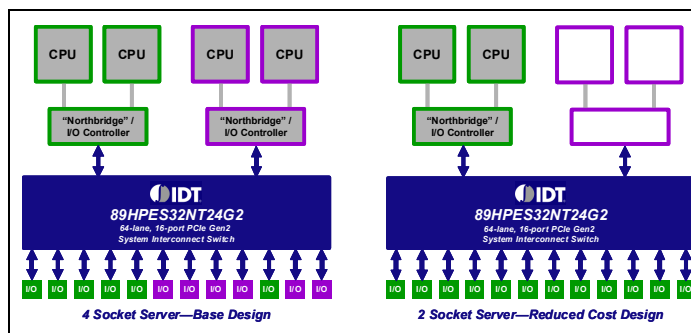 CPU
CPU
CPU
CPU
"Northbridge" /
I/O Controller
"Northbridge" /
I/O Controller
IDT
89HPES32NT24G2
64-lane, 16-port PCIe Gen2
System Interconnect Switch
I/O I/O I/O I/O I/O I/O I/O I/O I/O I/O I/O I/O
4 Socket Server—Base Design
CPU
CPU
"Northbridge" /
I/O Controller
IDT
89HPES32NT24G2
64-lane, 16-port PCIe Gen2
System Interconnect Switch
I/O I/O I/O I/O I/O I/O I/O I/O I/O I/O I/O I/O
2 Socket Server—Reduced Cost Design